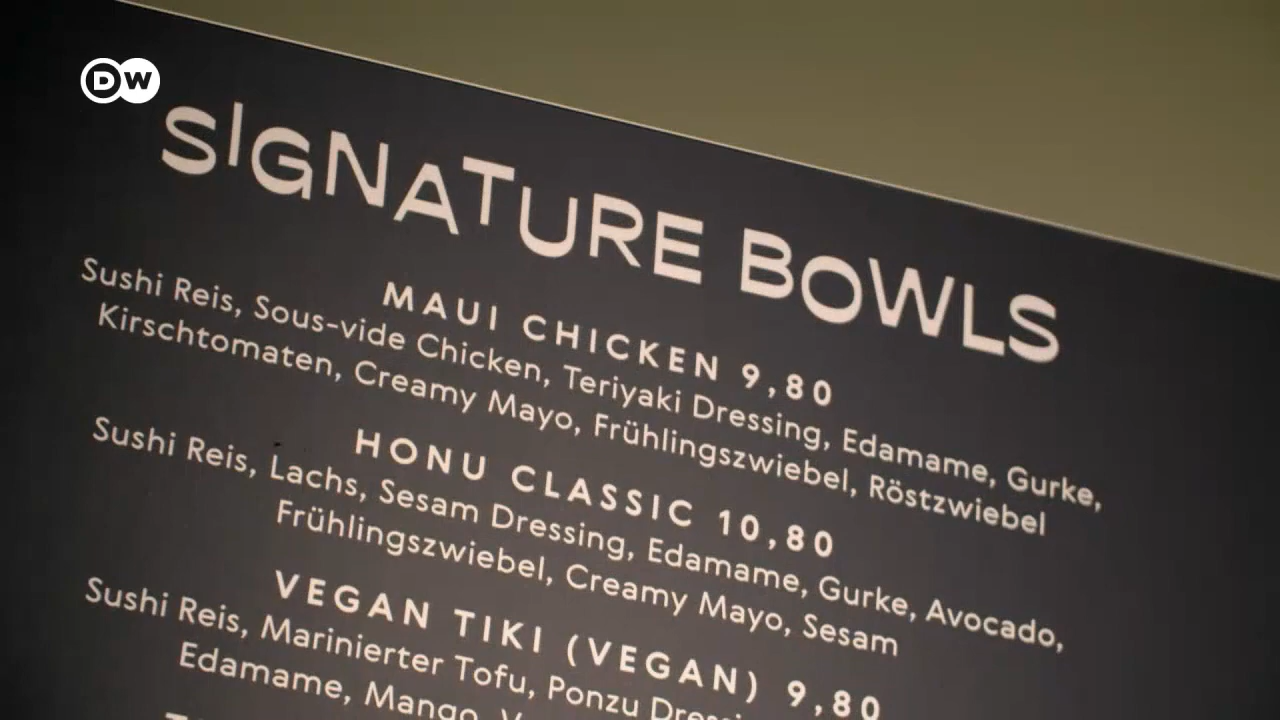 DW
SIGNATURE BOWLS
MAUI CHICKEN 9,80
Sushi Reis, Sous-vide Chicken, Teriyaki Dressing, Edamame, Gurke,
Kirschtomaten, Creamy Mayo, Frühlingszwiebel, Röstzwiebel
HONU CLASSIC 10,80
Sushi Reis, Lachs, Sesam Dressing, Edamame, Gurke, Avocado,
Frühlingszwiebel, Creamy Mayo, Sesam
VEGAN TIKI (VEGAN) 9,80
Sushi Reis, Marinierter Tofu, Ponzu
Edamame, Mango,